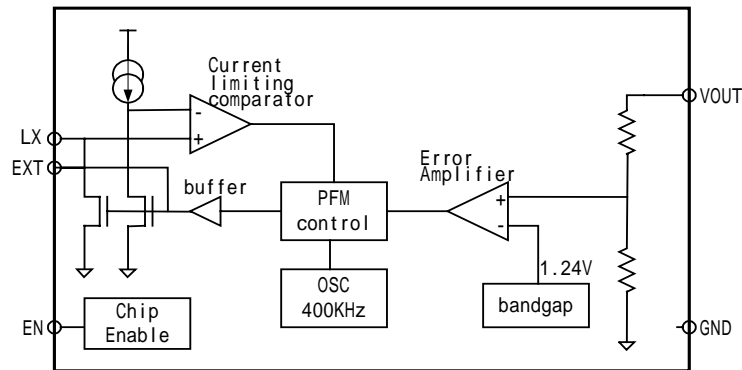 Current
limiting
comparator
-
+
LX
EXT
VOUT
buffer
PFM
control
Error
Amplifier
+
-
1.24V
OSC
400KHz
bandgap
EN
Chip
Enable
GND